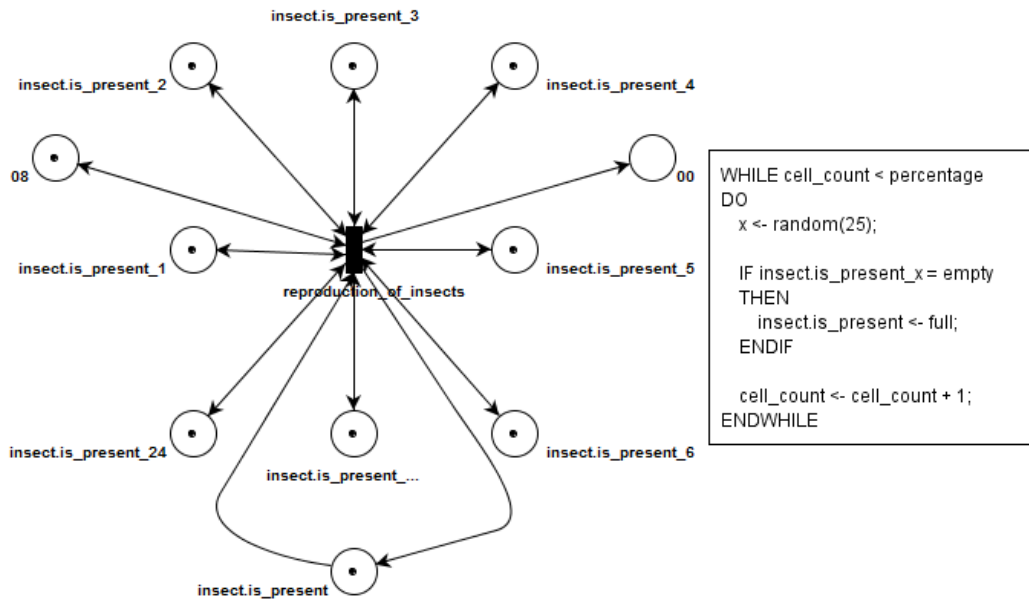 insect.is_present_3
insect.is_present_2
insect.is_present_4
08
00
insect.is_present_1
insect.is_present_5
reproduction_of_insects
insect.is_present_24
insect.is_present_...
insect.is_present_6
insect.is_present
WHILE cell_count < percentage
DO
x <- random(25);
IF insect.is_present_x = empty
THEN
insect.is_present <- full;
ENDIF
cell_count <- cell_count + 1;
ENDWHILE